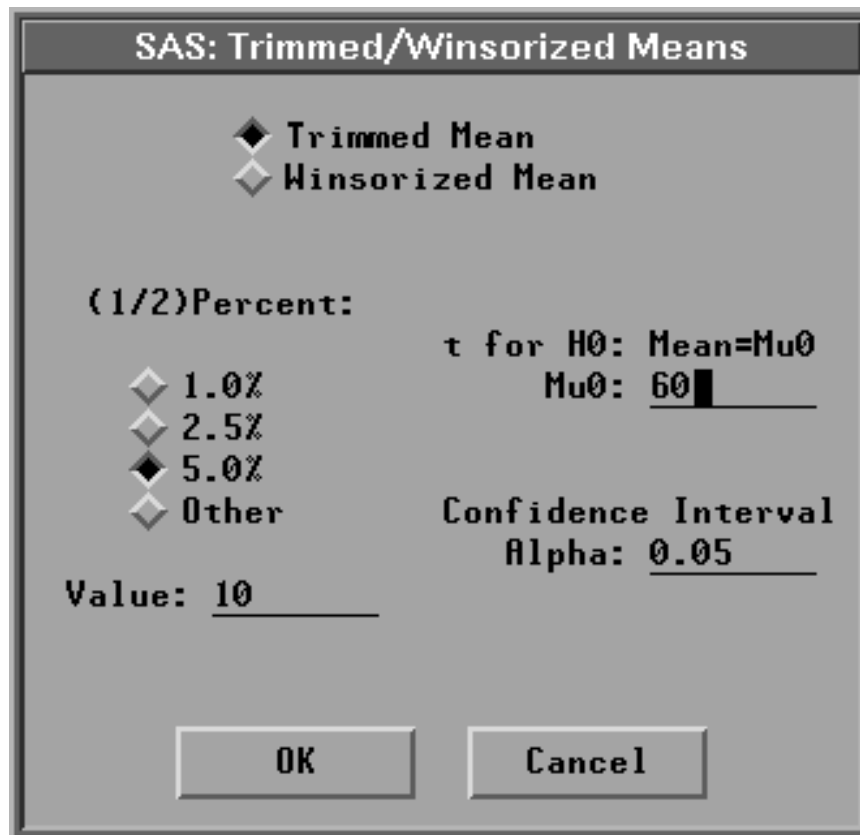 SAS: Trimmed/Winsorized Means
Trimmed Mean
Winsorized Mean
(1/2)Percent:
1.0%
2.5%
5.0%
Other
Value: 10
t for H0: Mean=Mu0
Mu0: 60
Confidence Interval
Alpha: 0.05
OK
Cancel